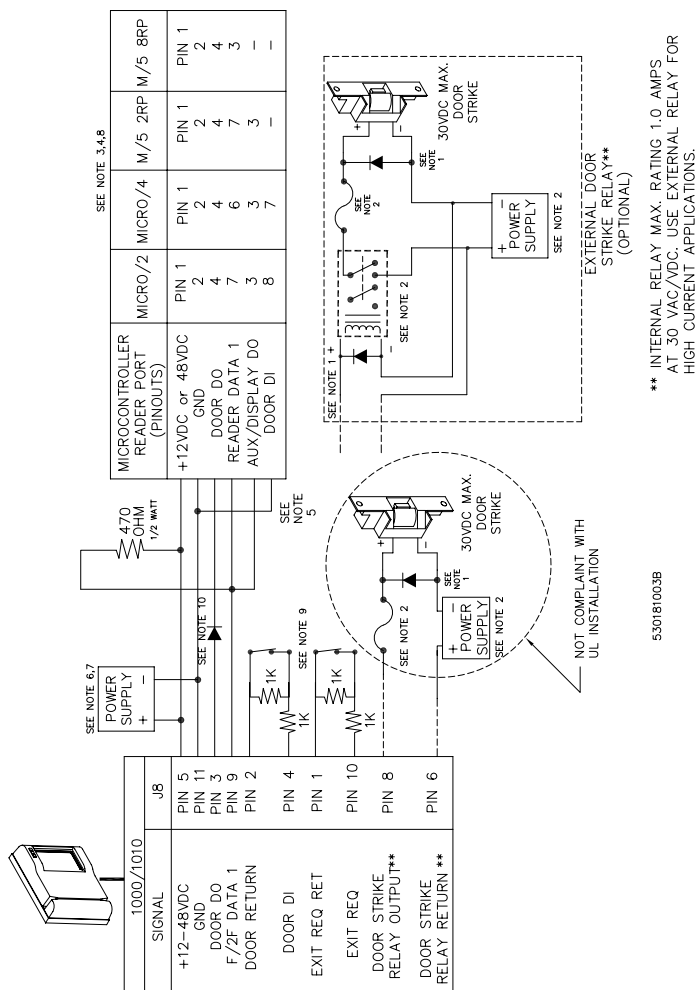 1000/1010
SIGNAL J8
+12-48VDC PIN 5
GND PIN 11
DOOR DO PIN 3
F/2F DATA 1 PIN 9
DOOR RETURN PIN 2
DOOR DI PIN 4
EXIT REQ RET PIN 1
EXIT REQ PIN 10
DOOR STRIKE
RELAY OUTPUT** PIN 8
DOOR STRIKE
RELAY RETURN ** PIN 6
SEE NOTE 6,7
POWER
SUPPLY
+ -
SEE NOTE 10
SEE NOTE 9
1K
1K
1K
1K
470
OHM
1/2 WATT
SEE
NOTE
5
SEE NOTE 3,4,8
MICROCONTROLLER
READER PORT
(PINOUTS)
MICRO/2 MICRO/4 M/5 2RP M/5 8RP
+12VDC or 48VDC PIN 1 PIN 1 PIN 1 PIN 1
GND 2 2 2 2
DOOR DO 4 4 4 4
READER DATA 1 7 6 7 3
AUX/DISPLAY DO 3 3 3 -
DOOR DI 8 7 - -
SEE NOTE 2
+
-
SEE
NOTE
1
30VDC MAX.
DOOR
STRIKE
+ -
POWER
SUPPLY
SEE NOTE 2
NOT COMPLAINT WITH
UL INSTALLATION
SEE NOTE 1 +
-
SEE NOTE 2
SEE
NOTE
2
+
-
SEE
NOTE
1
30VDC MAX.
DOOR
STRIKE
+ -
POWER
SUPPLY
SEE NOTE 2
EXTERNAL DOOR
STRIKE RELAY**
(OPTIONAL)
** INTERNAL RELAY MAX. RATING 1.0 AMPS
AT 30 VAC/VDC. USE EXTERNAL RELAY FOR
HIGH CURRENT APPLICATIONS.
530181003B